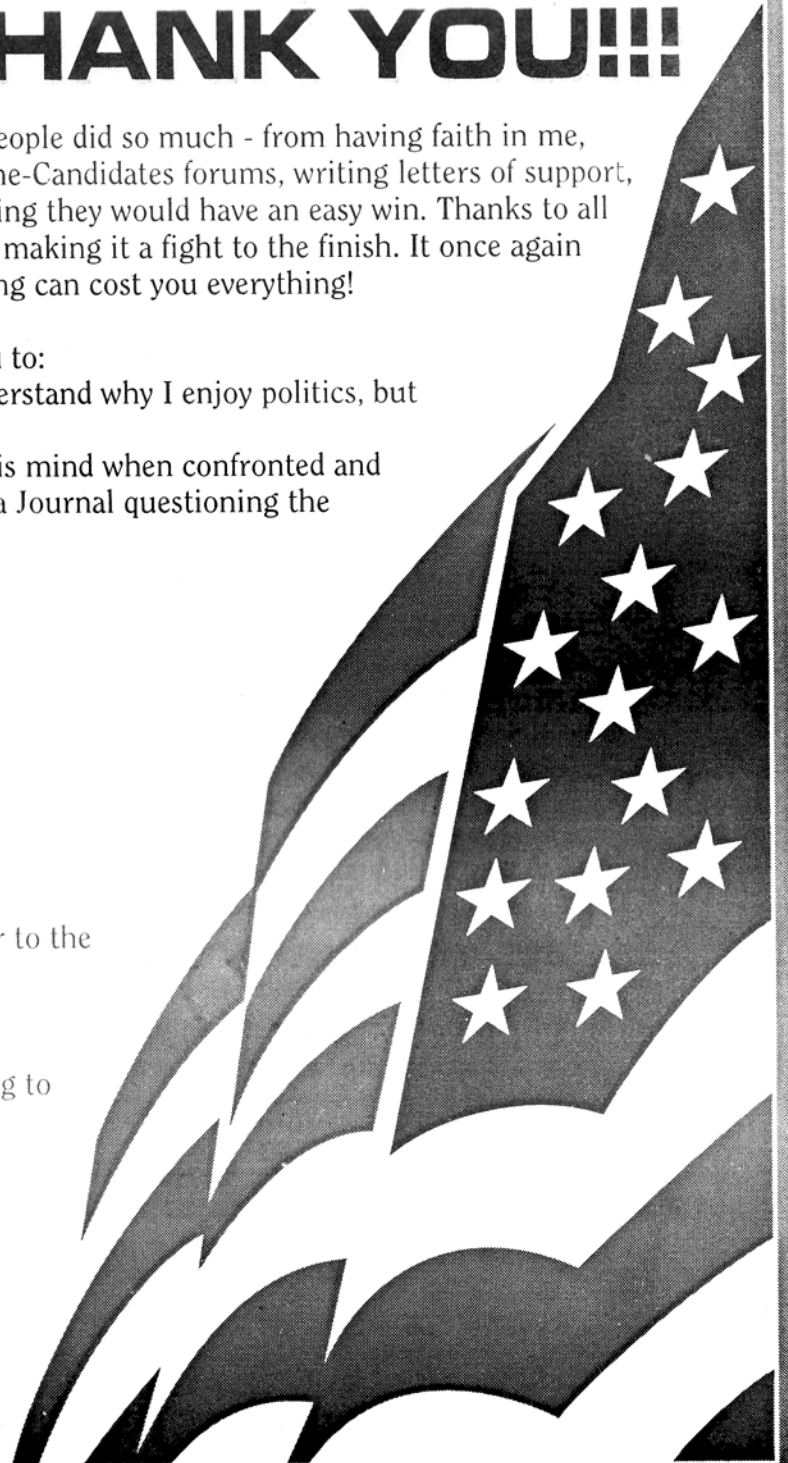 HANK YOU!!!
eople did so much - from having faith in me,
ne-Candidates forums, writing letters of support,
ing they would have an easy win. Thanks to all
making it a fight to the finish. It once again
ng can cost you everything!
to:
erstand why I enjoy politics, but
is mind when confronted and
a Journal questioning the
r to the
g to